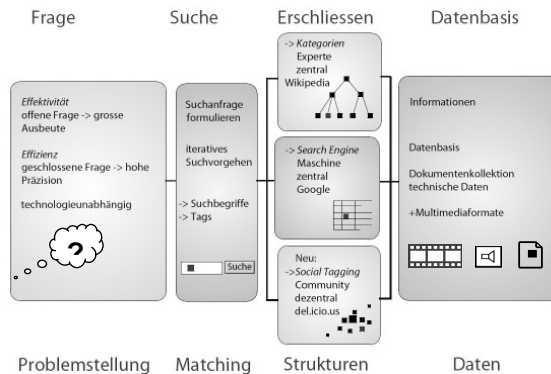 Frage
Suche
Erschliessen
Datenbasis
Effektivität
offene Frage -> grosse
Ausbeute
Effizienz
geschlossene Frage -> hohe
Präzision
technologieunabhängig
?
Suchanfrage
formulieren
iteratives
Suchvorgehen
-> Suchbegriffe
-> Tags
Suche
-> Kategorien
Experte
zentral
Wikipedia
-> Search Engine
Maschine
zentral
Google
Neu:
->Social Tagging
Community
dezentral
del.icio.us
Informationen
Datenbasis
Dokumentenkollektion
technische Daten
+Multimediaformate
Problemstellung
Matching
Strukturen
Daten